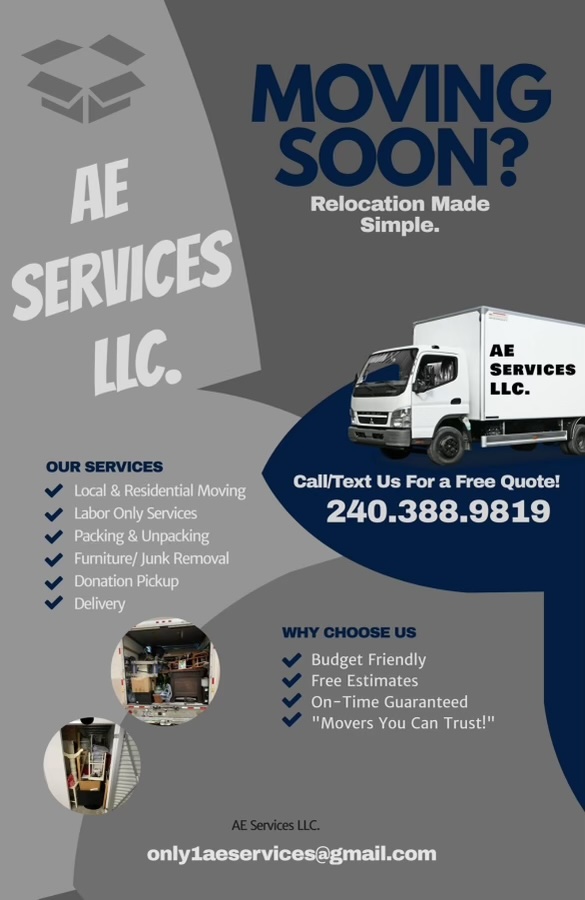 AE
SERVICES
LLC.
MOVING
SOON?
Relocation Made
Simple.
AE
Services
LLC.
Call/Text Us For a Free Quote!
240.388.9819
OUR SERVICES
Local & Residential Moving
Labor Only Services
Packing & Unpacking
Furniture/ Junk Removal
Donation Pickup
Delivery
WHY CHOOSE US
Budget Friendly
Free Estimates
On-Time Guaranteed
"Movers You Can Trust!"
AE Services LLC.
only1aeservices@gmail.com